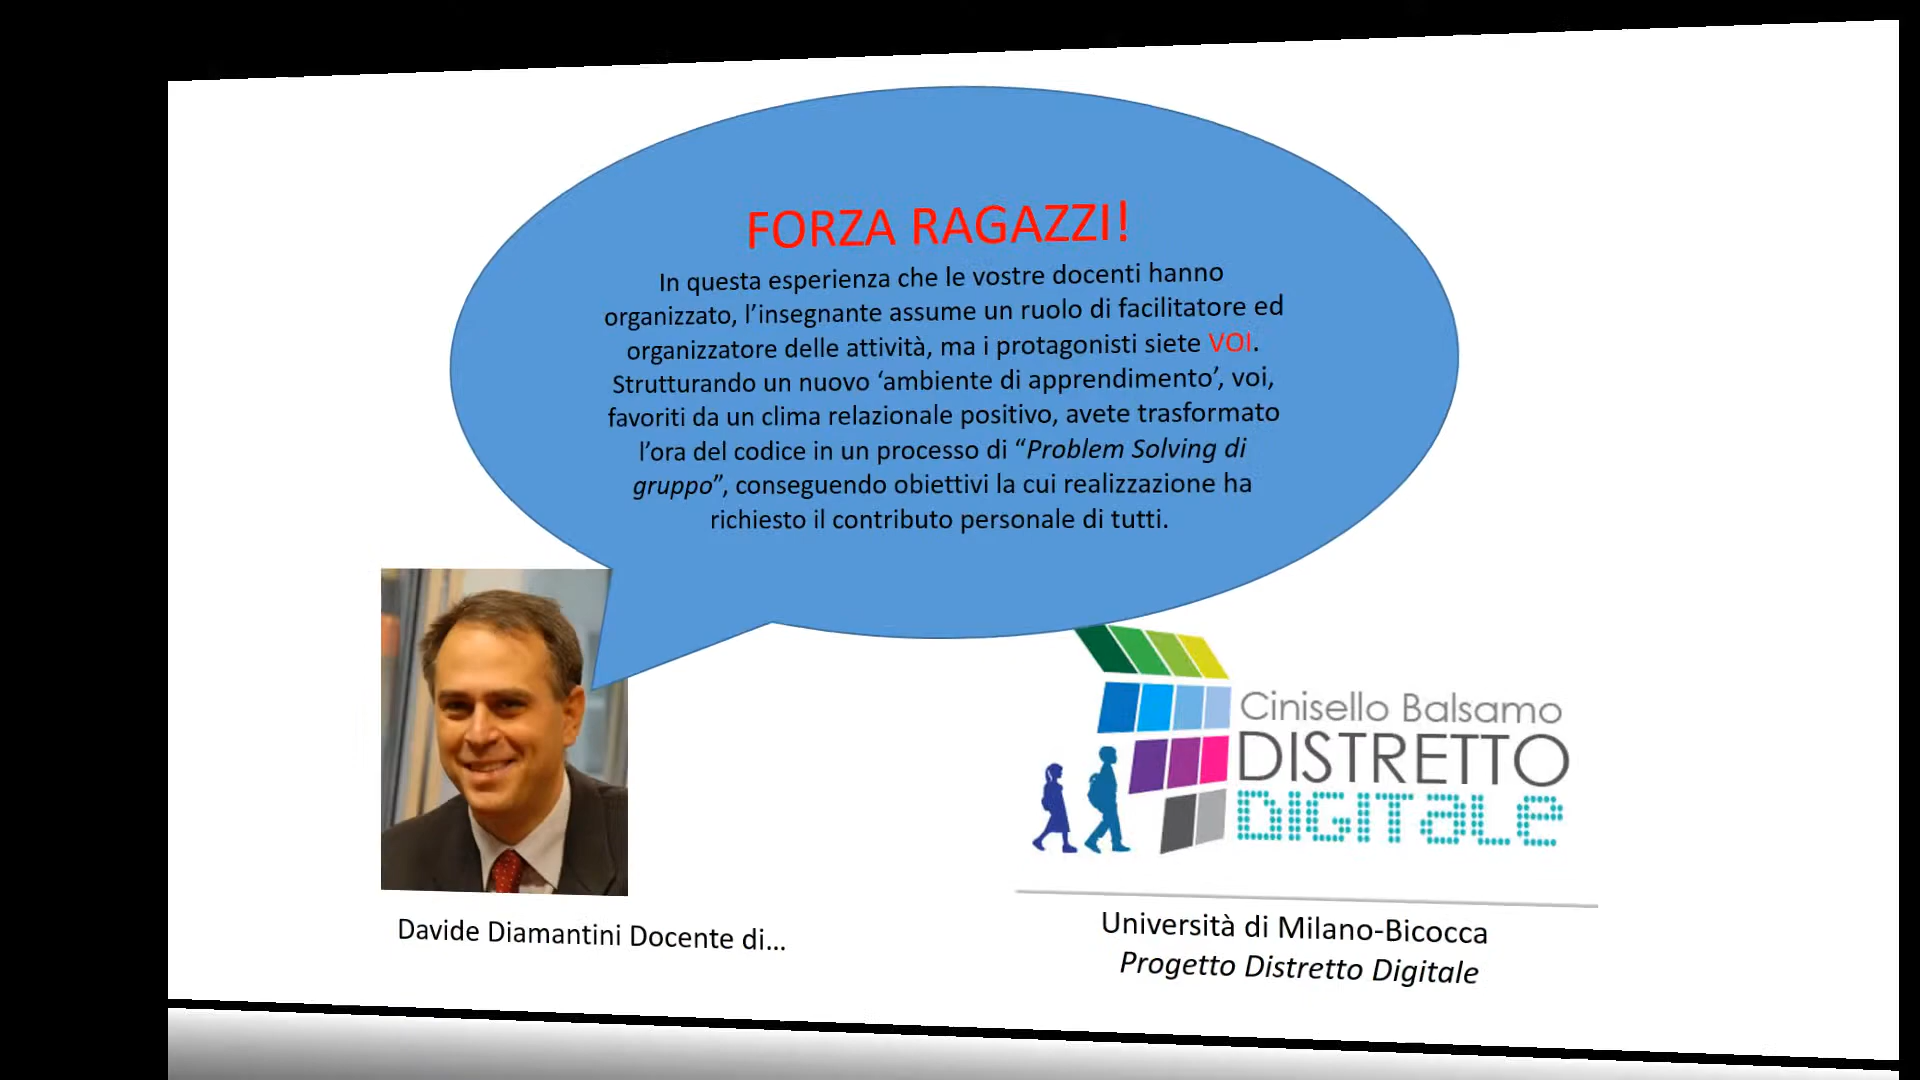 FORZA RAGAZZI!
In questa esperienza che le vostre docenti hanno
organizzato, l’insegnante assume un ruolo di facilitatore ed
organizzatore delle attività, ma i protagonisti siete VOI.
Strutturando un nuovo ‘ambiente di apprendimento’, voi,
favoriti da un clima relazionale positivo, avete trasformato
l’ora del codice in un processo di “Problem Solving di
gruppo”, conseguendo obiettivi la cui realizzazione ha
richiesto il contributo personale di tutti.
Cinisello Balsamo
DISTRETTO
DIGITaLe
Davide Diamantini Docente di...
Università di Milano-Bicocca
Progetto Distretto Digitale